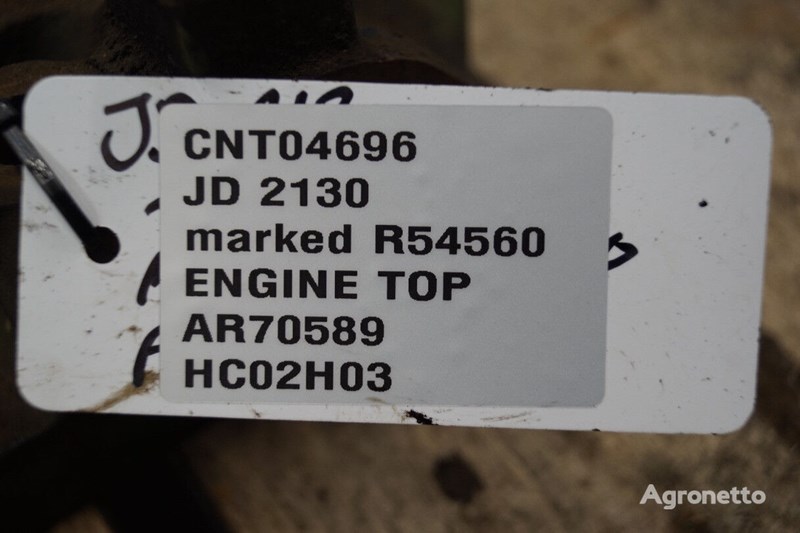 CNT04696
JD 2130
marked R54560
ENGINE TOP
AR70589
HC02H03
Agronetto